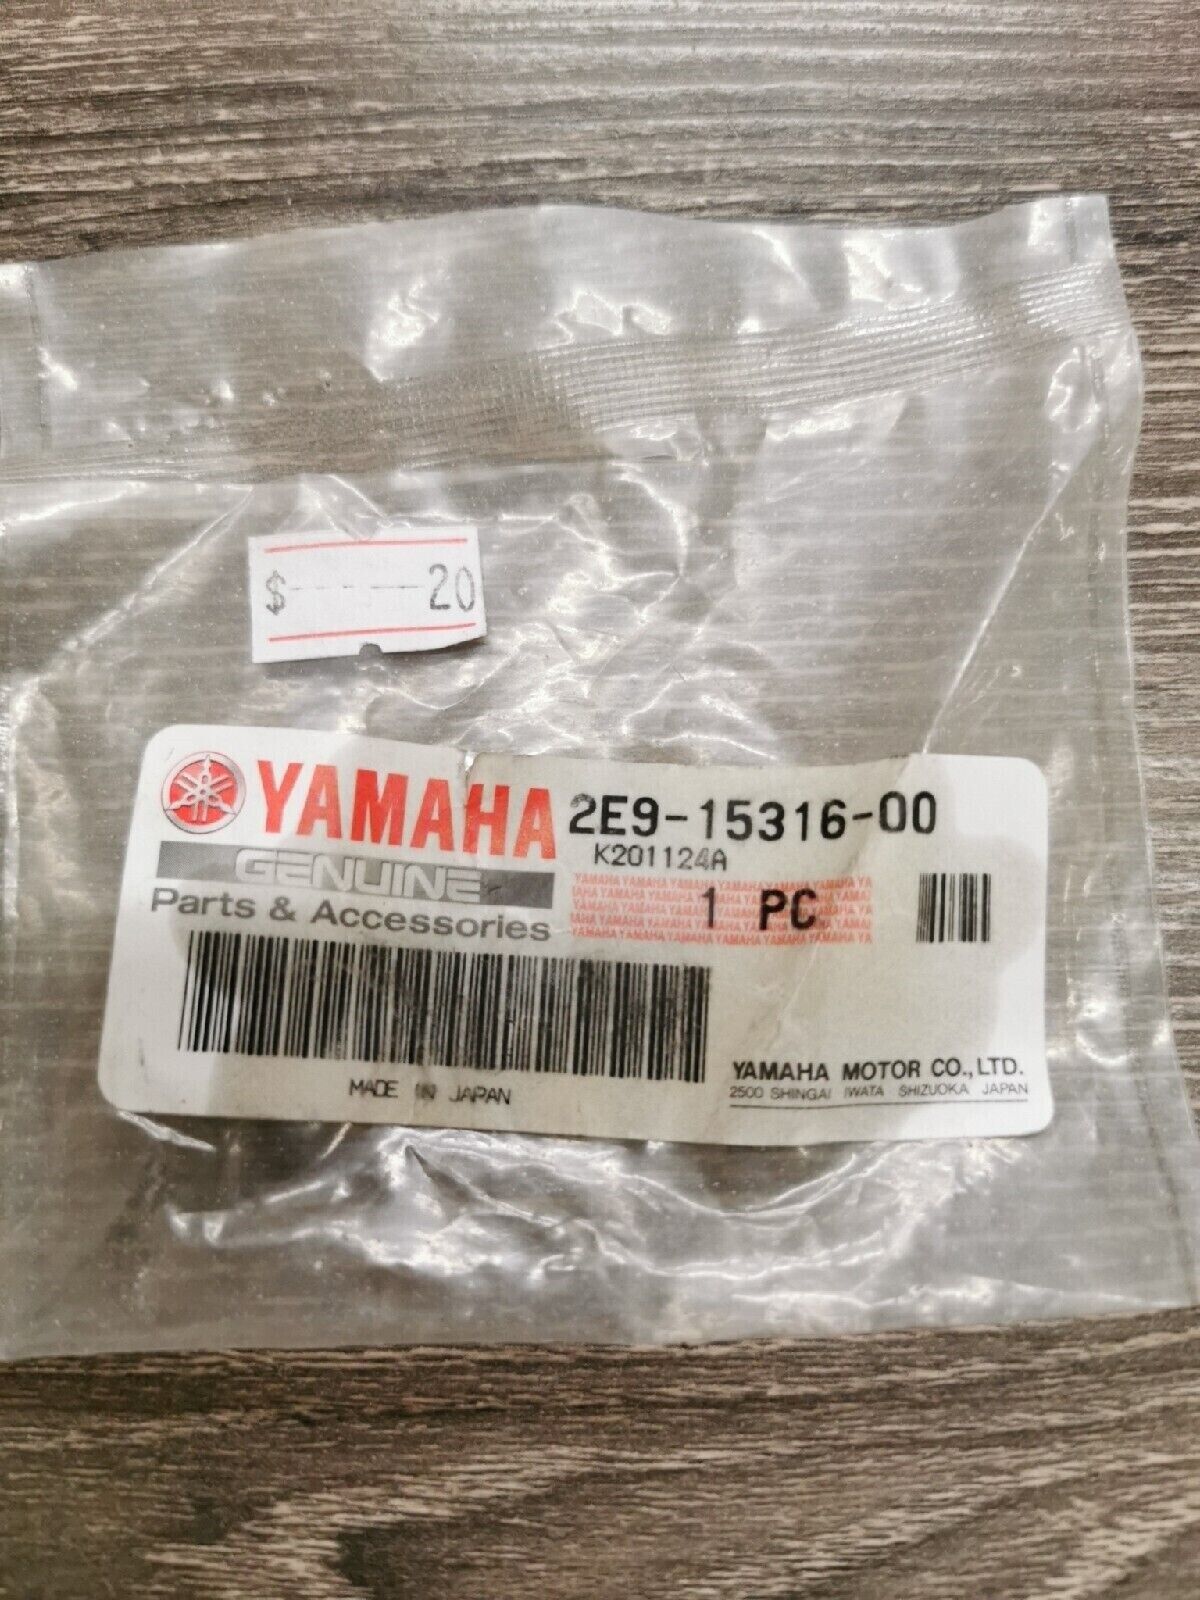 $-----20
YAMAHA 2E9-15316-00
K201124A
GENUINE
Parts & Accessories
1 PC
MADE IN JAPAN
YAMAHA MOTOR CO.,LTD.
2500 SHINGAI IWATA SHIZUOKA JAPAN